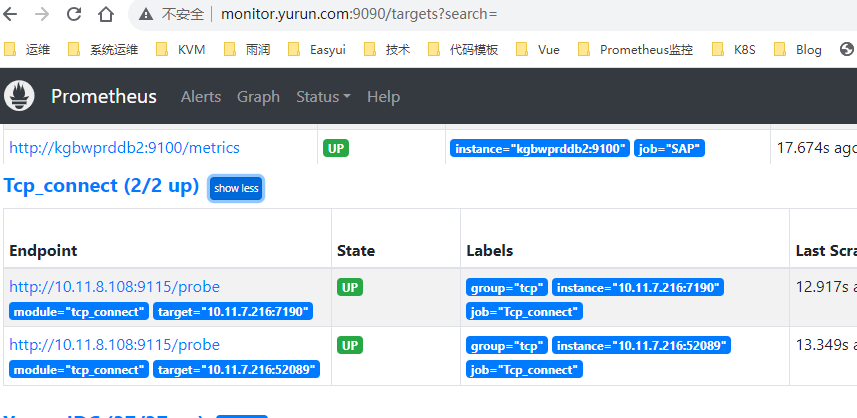 不安全 | monitor.yurun.com:9090/targets?search=
运维 系统运维 KVM 雨润 Easyui 技术 代码模板 Vue Prometheus监控 K8S Blog
Prometheus Alerts Graph Status Help
http://kgbwprddb2:9100/metrics UP instance="kgbwprddb2:9100" job="SAP" 17.674s ago
Tcp_connect (2/2 up) show less
Endpoint State Labels Last Scra
http://10.11.8.108:9115/probe UP group="tcp" instance="10.11.7.216:7190" 12.917s a
module="tcp_connect" target="10.11.7.216:7190" job="Tcp_connect"
http://10.11.8.108:9115/probe UP group="tcp" instance="10.11.7.216:52089" 13.349s a
module="tcp_connect" target="10.11.7.216:52089" job="Tcp_connect"